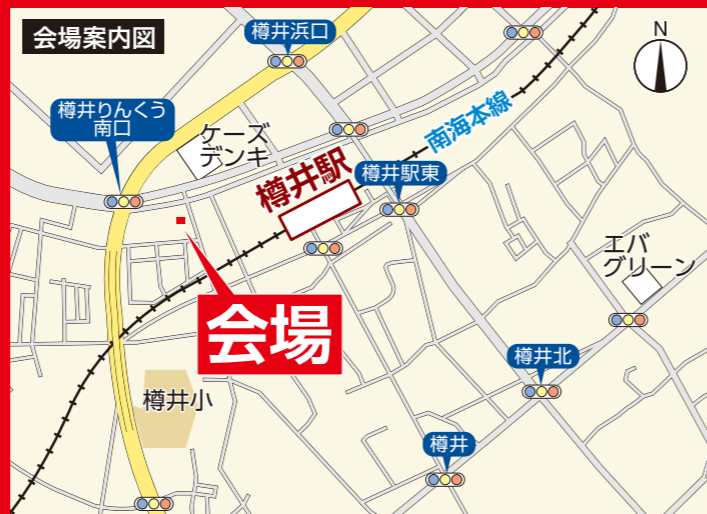 会場案内図
樽井浜口
N
樽井りんくう
南口
ケーズ
デンキ
南海本線
樽井駅
樽井駅東
エバ
グリーン
会場
樽井北
樽井小
樽井